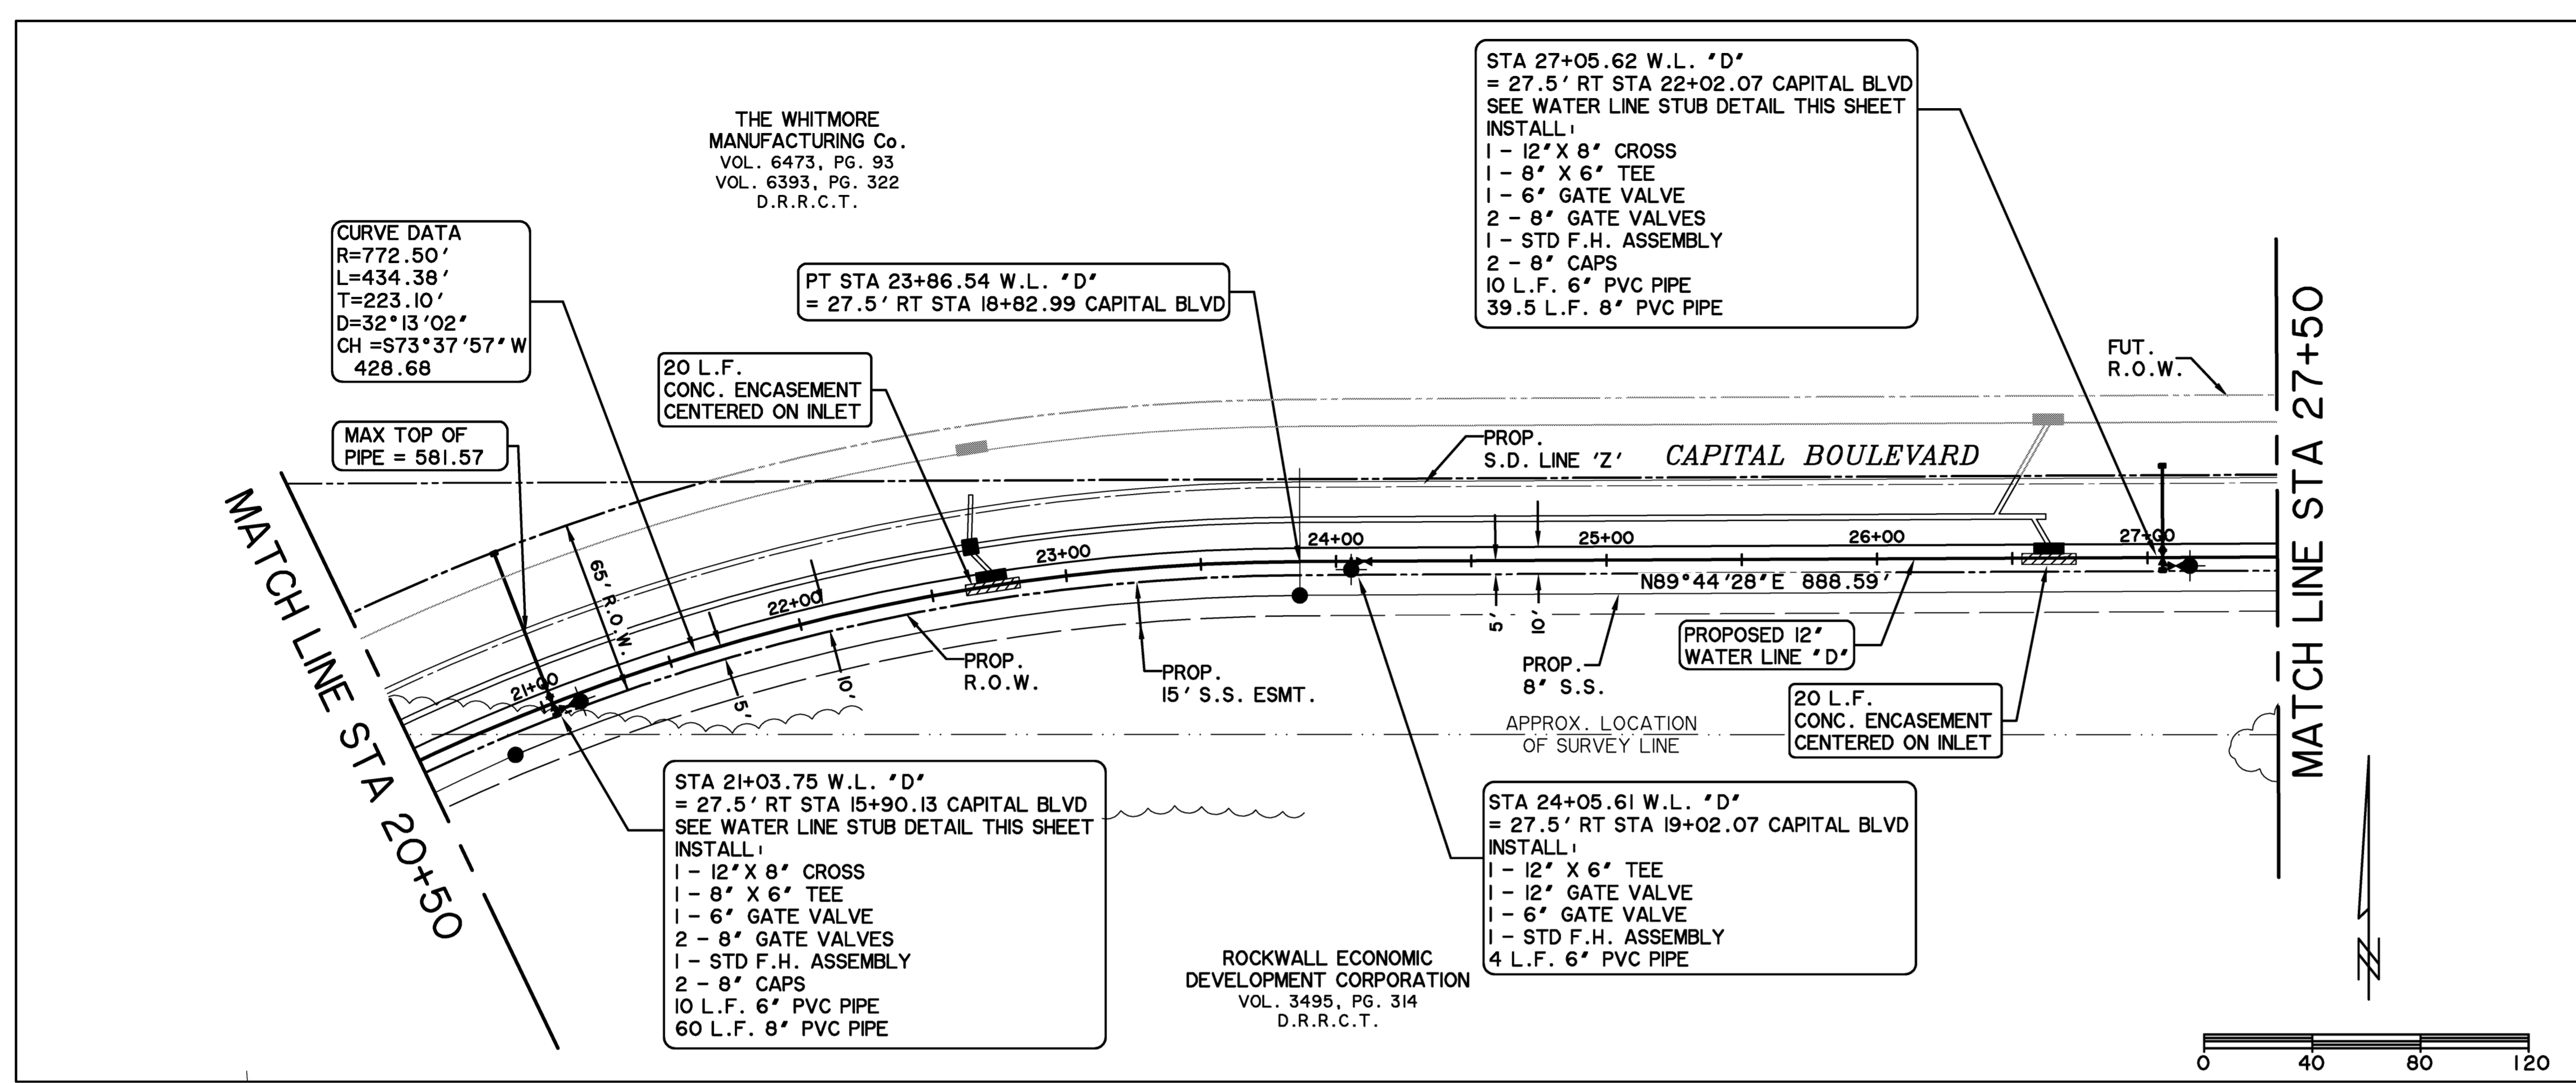 THE WHITMORE
MANUFACTURING Co.
VOL. 6473, PG. 93
VOL. 6393, PG. 322
D.R.R.C.T.
STA 27+05.62 W.L. "D"
= 27.5' RT STA 22+02.07 CAPITAL BLVD
SEE WATER LINE STUB DETAIL THIS SHEET
INSTALL:
1 - 12" X 8" CROSS
1 - 8" X 6" TEE
1 - 6" GATE VALVE
2 - 8" GATE VALVES
1 - STD F.H. ASSEMBLY
2 - 8" CAPS
10 L.F. 6" PVC PIPE
39.5 L.F. 8" PVC PIPE
CURVE DATA
R=772.50'
L=434.38'
T=223.10'
D=32°13'02"
CH =S73°37'57" W
428.68
PT STA 23+86.54 W.L. "D"
= 27.5' RT STA 18+82.99 CAPITAL BLVD
20 L.F.
CONC. ENCASEMENT
CENTERED ON INLET
MAX TOP OF
PIPE = 581.57
FUT.
R.O.W.
PROP.
S.D. LINE 'Z'
CAPITAL BOULEVARD
MATCH LINE STA 20+50
MATCH LINE STA 27+50
65' R.O.W.
21+00
22+00
23+00
24+00
25+00
26+00
27+00
N89°44'28"E 888.59'
5'
10'
5'
10'
PROP.
R.O.W.
PROP.
15' S.S. ESMT.
PROP.
8" S.S.
PROPOSED 12"
WATER LINE "D"
20 L.F.
CONC. ENCASEMENT
CENTERED ON INLET
APPROX. LOCATION
OF SURVEY LINE
STA 21+03.75 W.L. "D"
= 27.5' RT STA 15+90.13 CAPITAL BLVD
SEE WATER LINE STUB DETAIL THIS SHEET
INSTALL:
1 - 12" X 8" CROSS
1 - 8" X 6" TEE
1 - 6" GATE VALVE
2 - 8" GATE VALVES
1 - STD F.H. ASSEMBLY
2 - 8" CAPS
10 L.F. 6" PVC PIPE
60 L.F. 8" PVC PIPE
STA 24+05.61 W.L. "D"
= 27.5' RT STA 19+02.07 CAPITAL BLVD
INSTALL:
1 - 12" X 6" TEE
1 - 12" GATE VALVE
1 - 6" GATE VALVE
1 - STD F.H. ASSEMBLY
4 L.F. 6" PVC PIPE
ROCKWALL ECONOMIC
DEVELOPMENT CORPORATION
VOL. 3495, PG. 314
D.R.R.C.T.
N
0 40 80 120